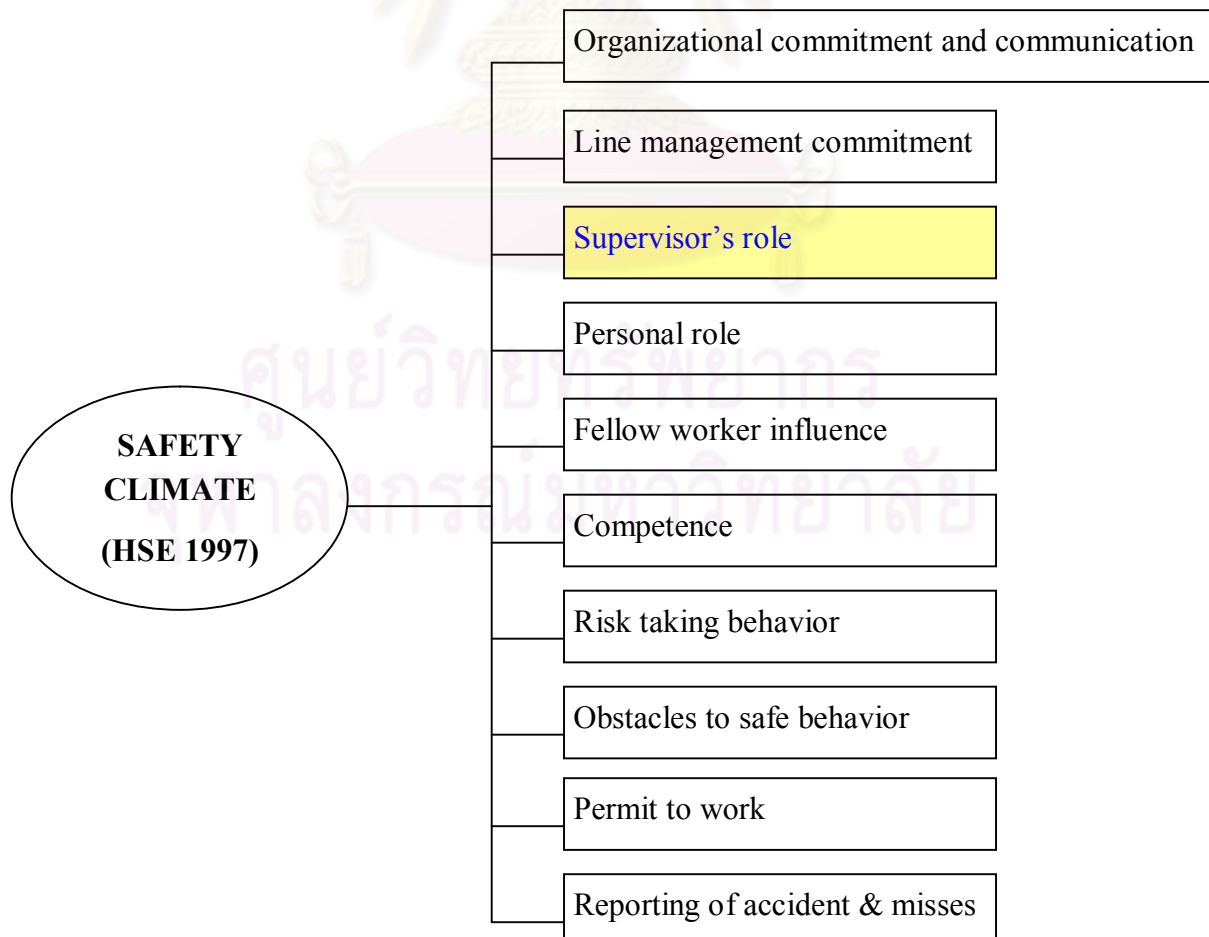 Organizational commitment and communication
Line management commitment
Supervisor’s role
Personal role
Fellow worker influence
Competence
Risk taking behavior
Obstacles to safe behavior
Permit to work
Reporting of accident & misses
SAFETY
CLIMATE
(HSE 1997)
ศูนย์วิทยทรัพยากร
จุฬาลงกรณ์มหาวิทยาลัย